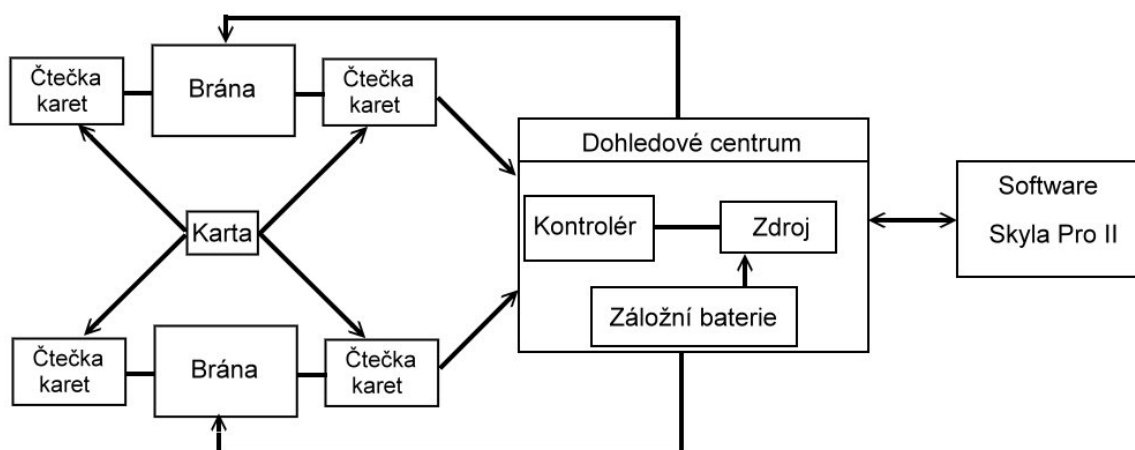 Čtečka
karet
Brána
Čtečka
karet
Dohledové centrum
Karta
Kontrolér
Zdroj
Záložní baterie
Software
Skyla Pro II
Čtečka
karet
Brána
Čtečka
karet